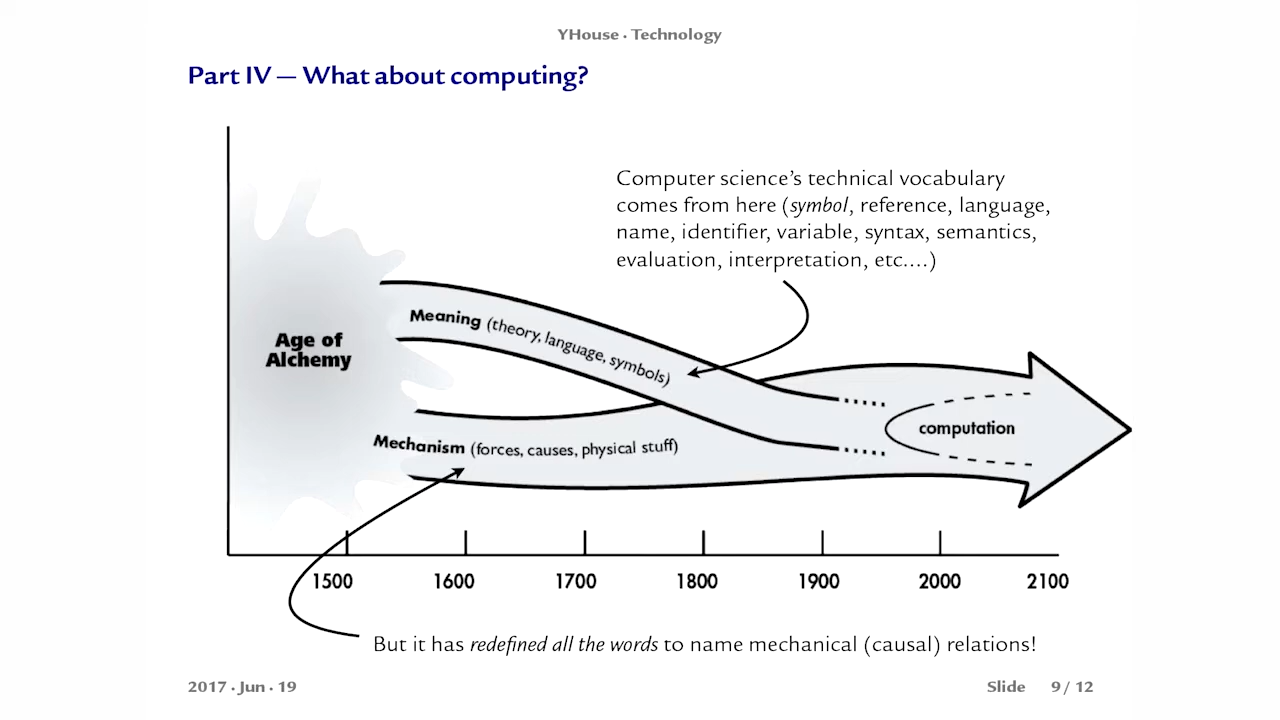 YHouse · Technology
Part IV — What about computing?
Computer science's technical vocabulary
comes from here (symbol, reference, language,
name, identifier, variable, syntax, semantics,
evaluation, interpretation, etc....)
Meaning (theory, language, symbols)
Age of
Alchemy
computation
Mechanism (forces, causes, physical stuff)
1500 1600 1700 1800 1900 2000 2100
But it has redefined all the words to name mechanical (causal) relations!
2017 · Jun · 19 Slide 9 / 12